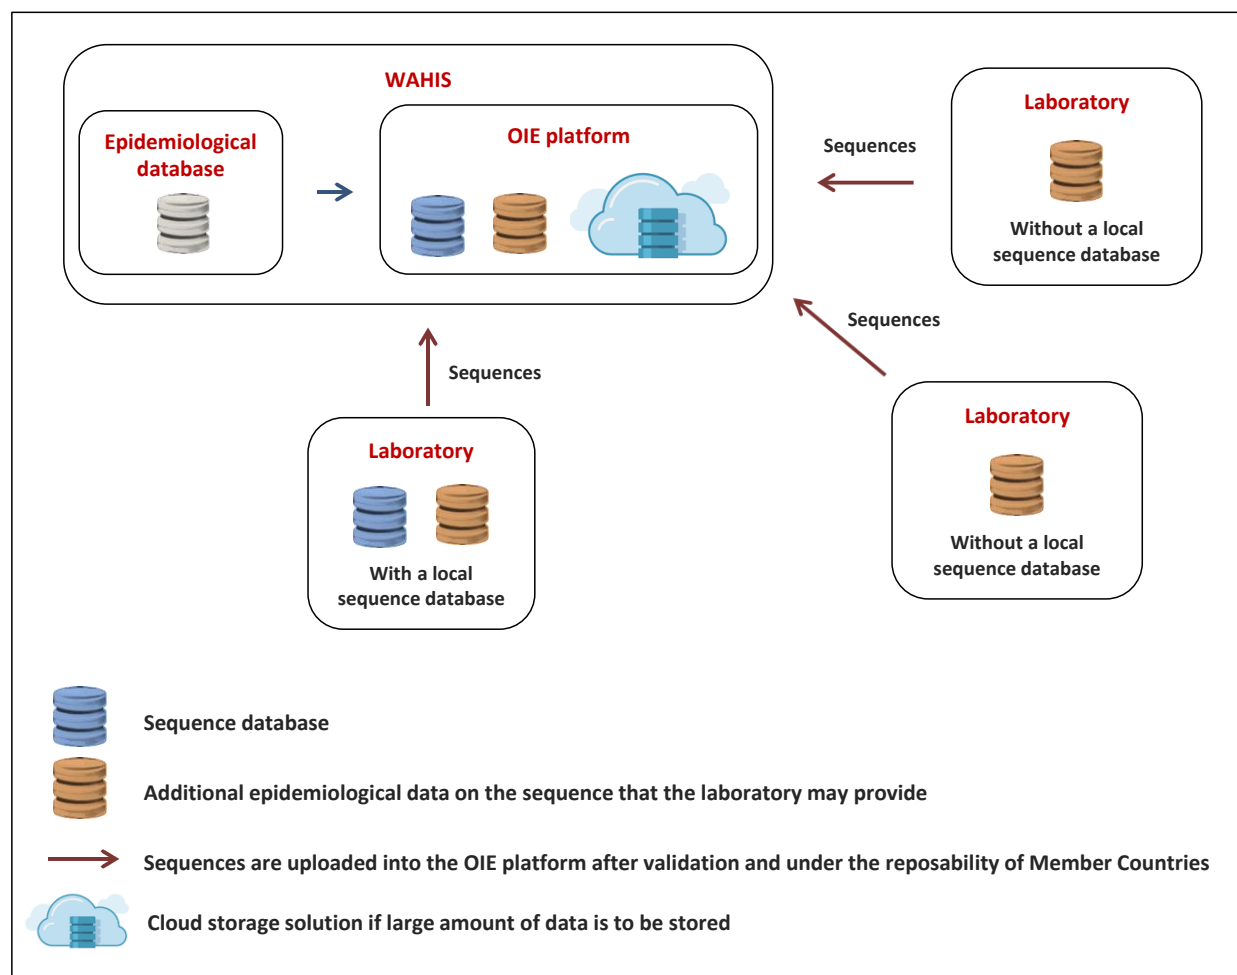 WAHIS
Epidemiological
database
OIE platform
Laboratory
Sequences
Without a local
sequence database
Sequences
Sequences
Laboratory
Without a local
sequence database
Laboratory
With a local
sequence database
Sequence database
Additional epidemiological data on the sequence that the laboratory may provide
Sequences are uploaded into the OIE platform after validation and under the reposability of Member Countries
Cloud storage solution if large amount of data is to be stored